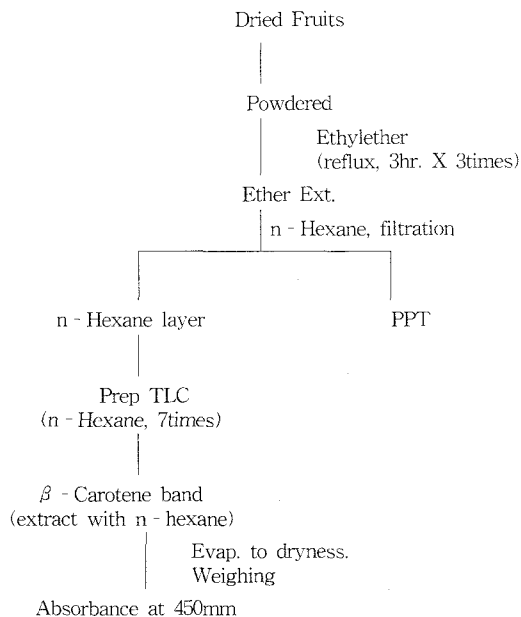 Dried Fruits
Powdered
Ethylether
(reflux, 3hr. X 3times)
Ether Ext.
n - Hexane, filtration
n - Hexane layer
PPT
Prep TLC
(n - Hexane, 7times)
β - Carotene band
(extract with n - hexane)
Evap. to dryness.
Weighing
Absorbance at 450mm